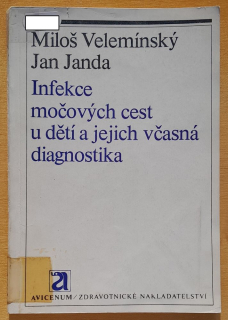 Miloš Velemínský
Jan Janda
Infekce
močových cest
u dětí a jejich včasná
diagnostika
AVICENUM/ZDRAVOTNICKÉ NAKLADATELSTVÍ